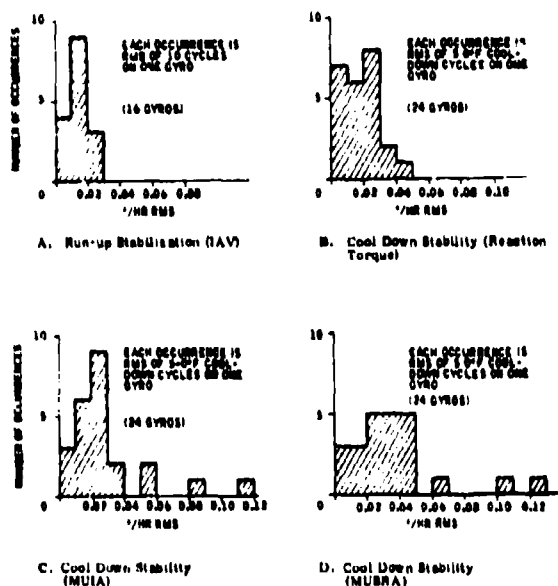 NUMBER OF OCCURRENCES
10
5
0
EACH OCCURRENCE IS
RMS OF 10 CYCLES
ON ONE GYRO
(16 GYROS)
0.02 0.04 0.06 0.08
°/HR RMS
A. Run-up Stabilisation (IAV)
10
5
0
EACH OCCURRENCE IS
RMS OF 5 OFF COOL-
DOWN CYCLES ON ONE
GYRO
(24 GYROS)
0.02 0.04 0.06 0.08 0.10
°/HR RMS
B. Cool Down Stability (Reaction
Torque)
NUMBER OF OCCURRENCES
10
5
0
EACH OCCURRENCE IS
RMS OF 5-OFF COOL-
DOWN CYCLES ON ONE
GYRO
(24 GYROS)
0.02 0.04 0.06 0.08 0.10 0.12
°/HR RMS
C. Cool Down Stability
(MUIA)
10
5
0
EACH OCCURRENCE IS
RMS OF 5 OFF COOL-
DOWN CYCLES ON ONE
GYRO
(24 GYROS)
0.02 0.04 0.06 0.08 0.10 0.12
°/HR RMS
D. Cool Down Stability
(MUSRA)